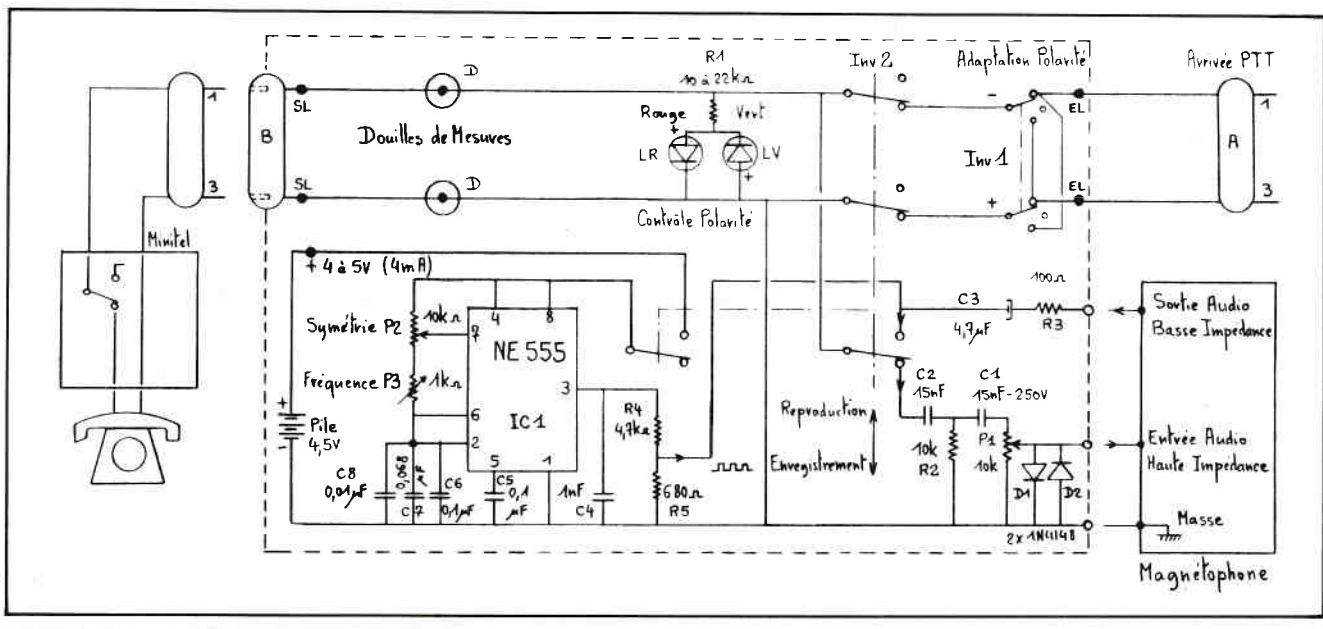 R1
10 à 22kΩ
Inv 2
Adaptation Polarité
Arrivée PTT
1
B
SL
D
Rouge
+
Vert
-
EL
1
Douilles de Mesures
LR
LV
Inv 1
A
3
SL
D
+
+
EL
3
Contrôle Polarité
Minitel
+ 4 à 5V (4mA)
100Ω
C3
4,7µF
R3
Sortie Audio
Basse Impédance
Symétrie P2
10kΩ
7
4
8
NE 555
Fréquence P3
1kΩ
3
C2
15nF
C1
15nF-250V
+
Pile
4,5V
-
6
2
IC1
R4
4,7kΩ
Reproduction
Enregistrement
10k
R2
P1
10k
Entrée Audio
Haute Impédance
5
1
C8
0,01µF
0,068
µF
C7
C6
0,1µF
C5
0,1
µF
1nF
C4
680Ω
R5
D1
D2
Masse
2x 1N4148
Magnétophone